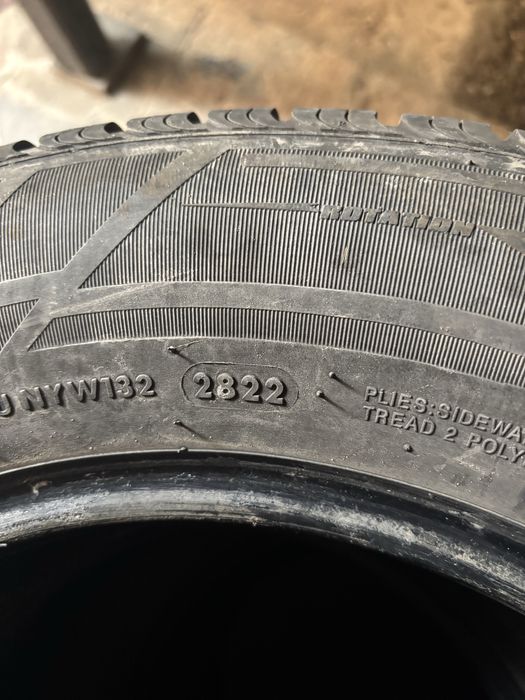 ROTATION
U NYW132 2822
PLIES:SIDEWA
TREAD 2 POLY